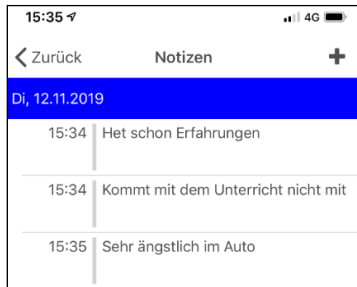 15:35 4G
Zurück Notizen +
Di, 12.11.2019
15:34 Het schon Erfahrungen
15:34 Kommt mit dem Unterricht nicht mit
15:35 Sehr ängstlich im Auto